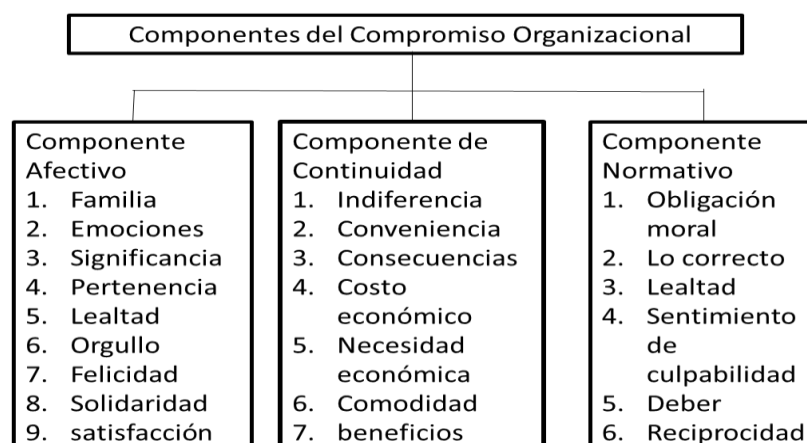 Componentes del Compromiso Organizacional
Componente
Afectivo
1. Familia
2. Emociones
3. Significancia
4. Pertenencia
5. Lealtad
6. Orgullo
7. Felicidad
8. Solidaridad
9. satisfacción
Componente de
Continuidad
1. Indiferencia
2. Conveniencia
3. Consecuencias
4. Costo
económico
5. Necesidad
económica
6. Comodidad
7. beneficios
Componente
Normativo
1. Obligación
moral
2. Lo correcto
3. Lealtad
4. Sentimiento
de
culpabilidad
5. Deber
6. Reciprocidad